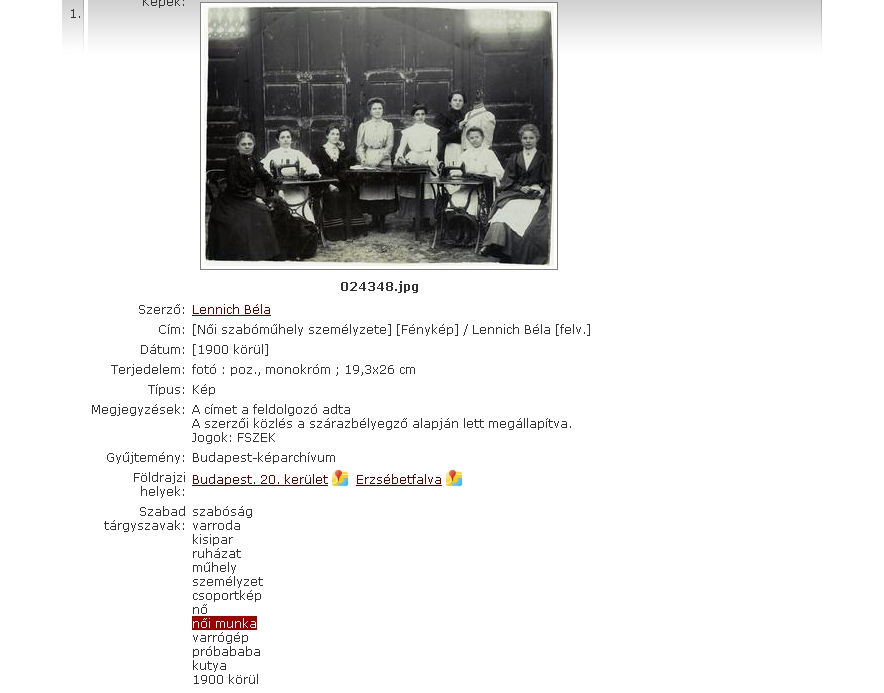 1.
Képek:
024348.jpg
Szerző: Lennich Béla
Cím: [Női szabóműhely személyzete] [Fénykép] / Lennich Béla [felv.]
Dátum: [1900 körül]
Terjedelem: fotó : poz., monokróm ; 19,3x26 cm
Típus: Kép
Megjegyzések: A címet a feldolgozó adta
A szerzői közlés a szárazbélyegző alapján lett megállapítva.
Jogok: FSZEK
Gyűjtemény: Budapest-képarchívum
Földrajzi helyek: Budapest. 20. kerület Erzsébetfalva
Szabad tárgyszavak: szabóság
varroda
kisipar
ruházat
műhely
személyzet
csoportkép
nő
női munka
varrógép
próbababa
kutya
1900 körül